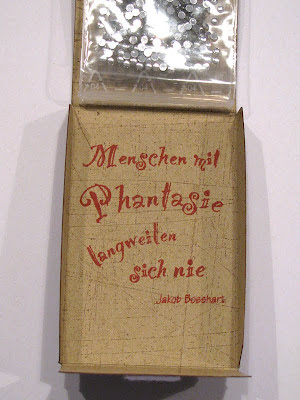 Menschen mit
Phantasie
langweilen
sich nie
Jakob Bosshart